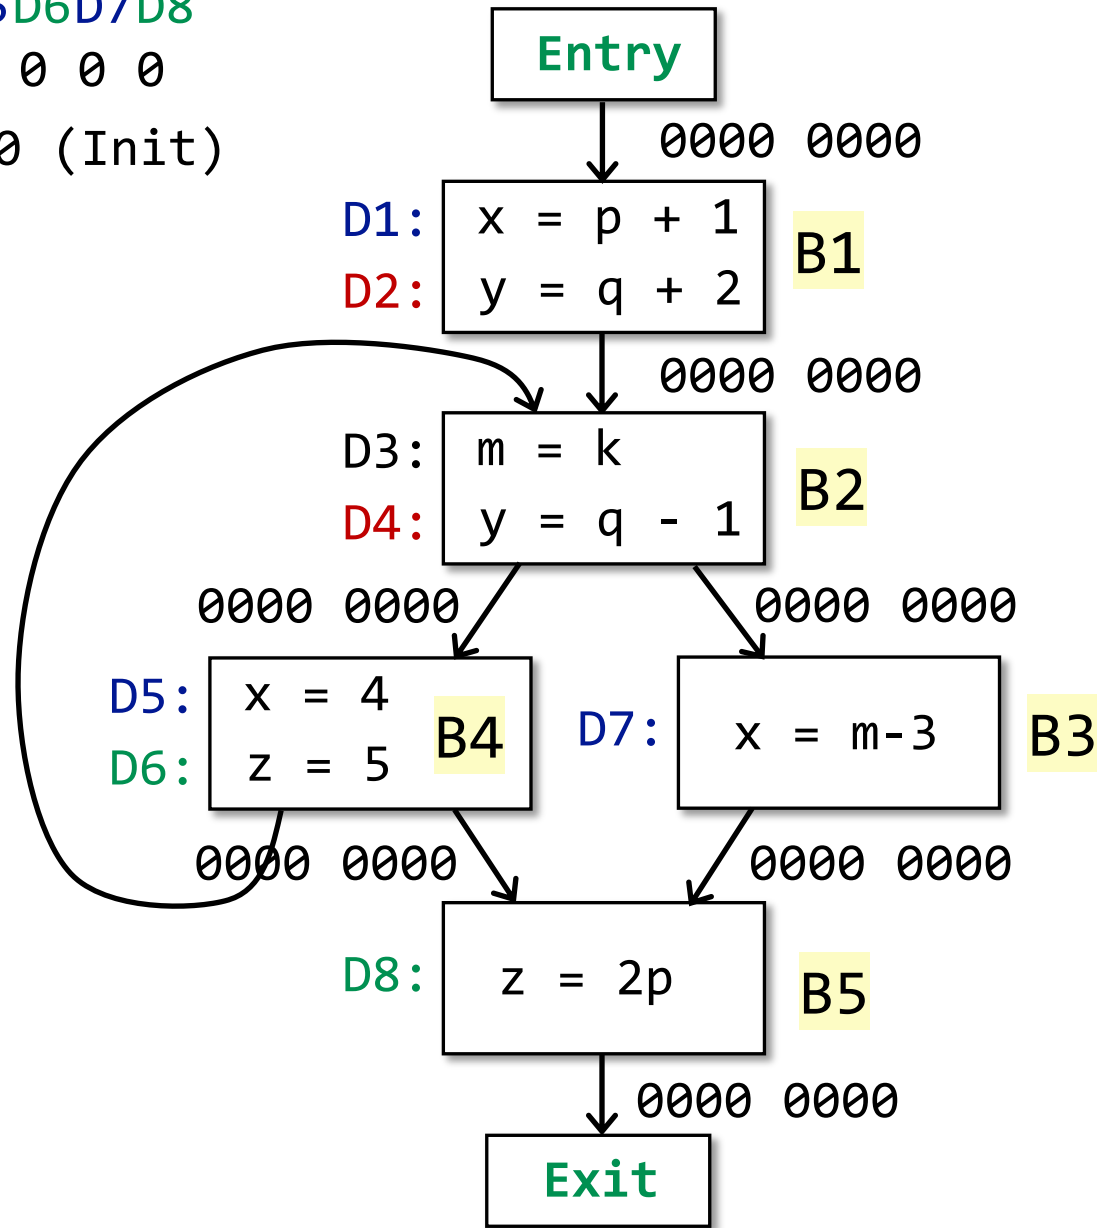 D6D7D8
0 0 0
0 (Init)
Entry
0000 0000
D1: x = p + 1
B1
D2: y = q + 2
0000 0000
D3: m = k
B2
D4: y = q - 1
0000 0000 0000 0000
D5: x = 4
B4 D7: x = m-3 B3
D6: z = 5
0000 0000 0000 0000
D8: z = 2p B5
0000 0000
Exit